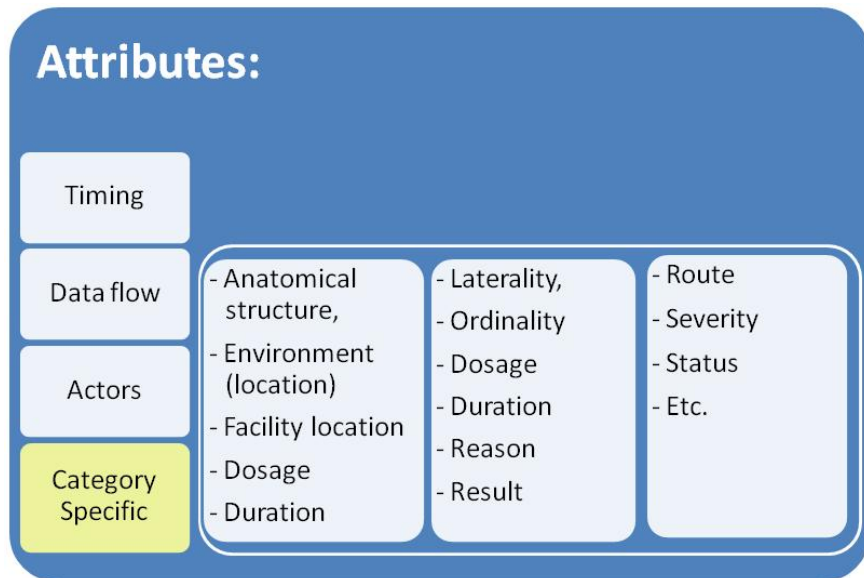 Attributes:
Timing
Data flow
Actors
Category
Specific
- Anatomical
structure,
- Environment
(location)
- Facility location
- Dosage
- Duration
- Laterality,
- Ordinality
- Dosage
- Duration
- Reason
- Result
- Route
- Severity
- Status
- Etc.